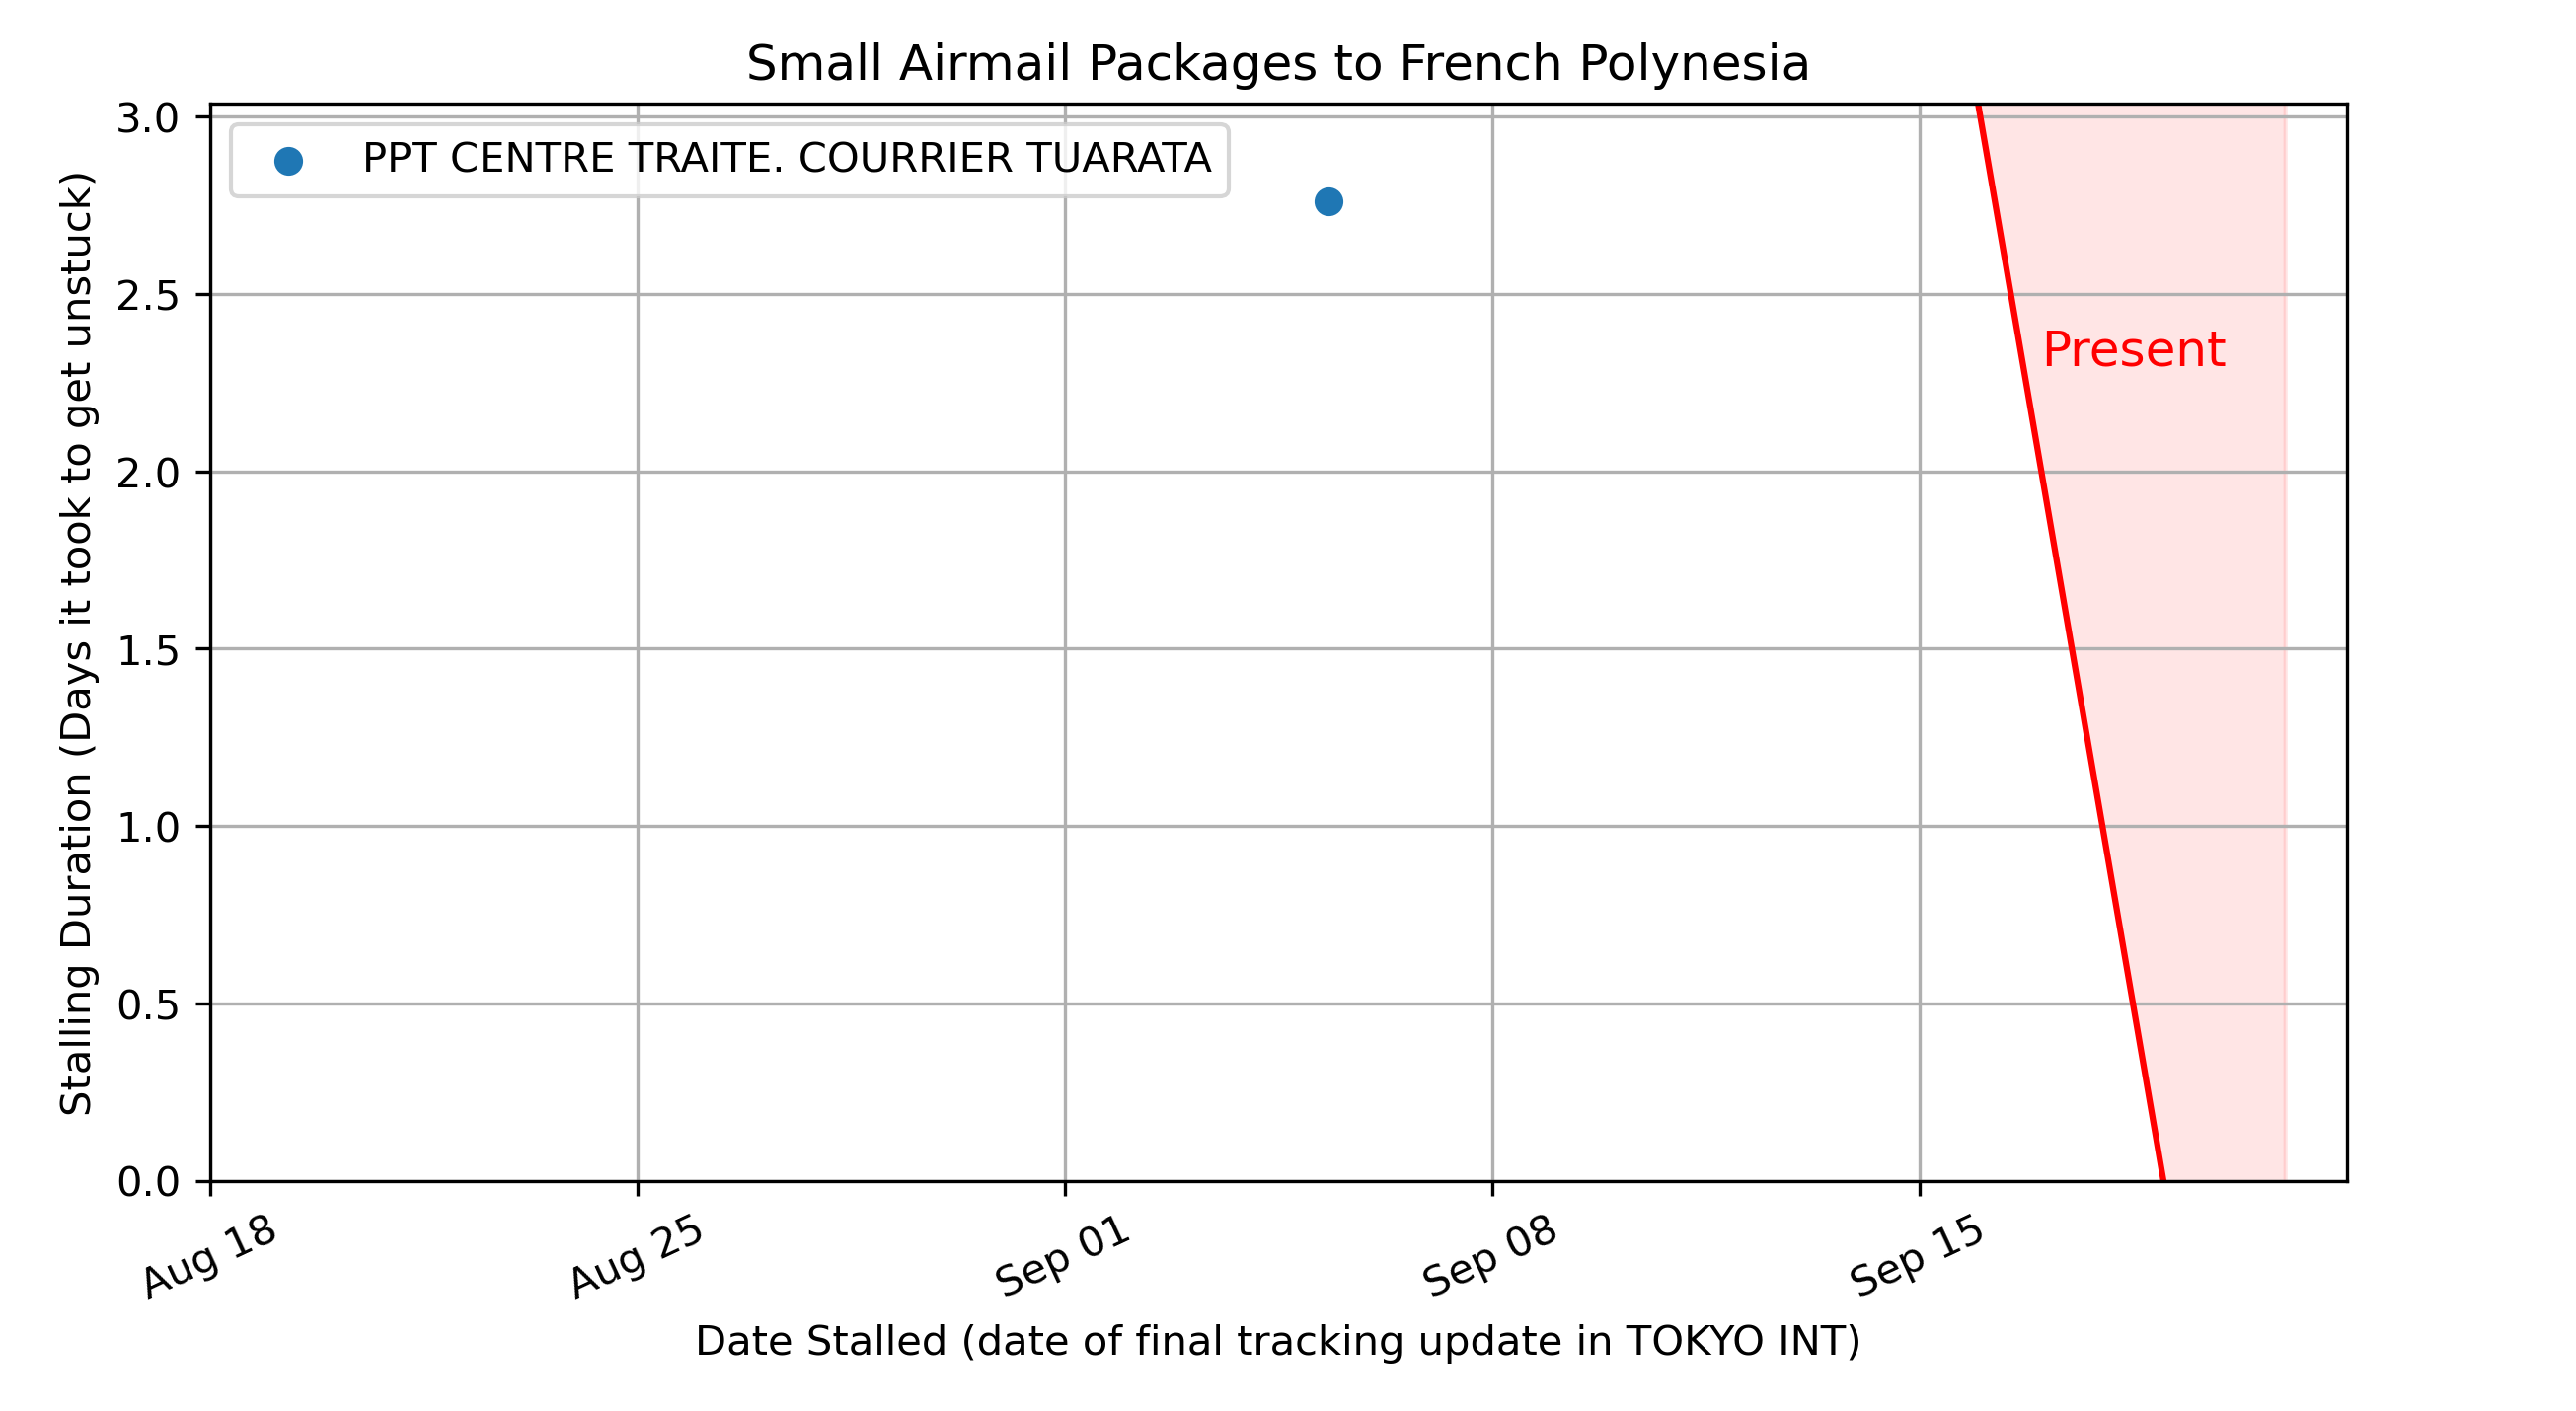 Small Airmail Packages to French Polynesia
PPT CENTRE TRAITE. COURRIER TUARATA
Present
Stalling Duration (Days it took to get unstuck)
3.0
2.5
2.0
1.5
1.0
0.5
0.0
Aug 18
Aug 25
Sep 01
Sep 08
Sep 15
Date Stalled (date of final tracking update in TOKYO INT)